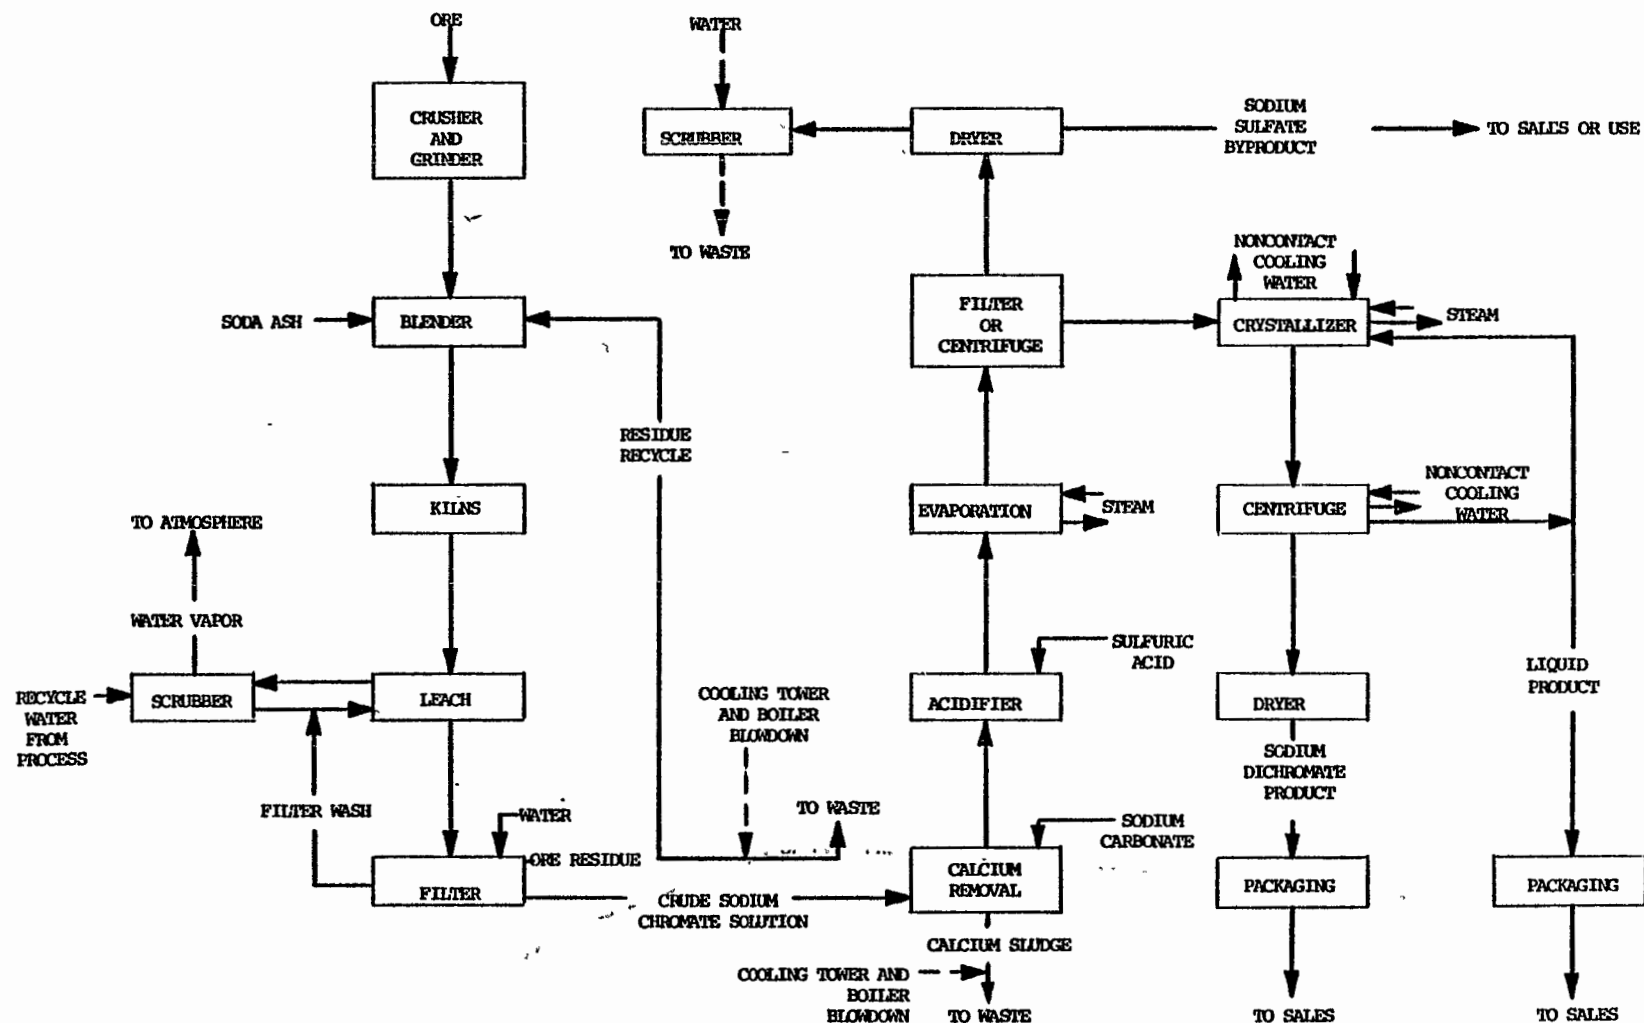 ORE
CRUSHER
AND
GRINDER
SODA ASH
BLENDER
KILNS
TO ATMOSPHERE
WATER VAPOR
RECYCLE
WATER
FROM
PROCESS
SCRUBBER
LEACH
FILTER WASH
WATER
ORE RESIDUE
FILTER
RESIDUE
RECYCLE
COOLING TOWER
AND BOILER
BLOWDOWN
TO WASTE
CRUDE SODIUM
CHROMATE SOLUTION
WATER
SCRUBBER
TO WASTE
DRYER
SODIUM
SULFATE
BYPRODUCT
TO SALES OR USE
FILTER
OR
CENTRIFUGE
NONCONTACT
COOLING
WATER
CRYSTALLIZER
STEAM
EVAPORATION
STEAM
CENTRIFUGE
NONCONTACT
COOLING
WATER
SULFURIC
ACID
ACIDIFIER
DRYER
SODIUM
DICHROMATE
PRODUCT
LIQUID
PRODUCT
SODIUM
CARBONATE
CALCIUM
REMOVAL
CALCIUM SLUDGE
COOLING TOWER AND
BOILER
BLOWDOWN
TO WASTE
PACKAGING
TO SALES
PACKAGING
TO SALES